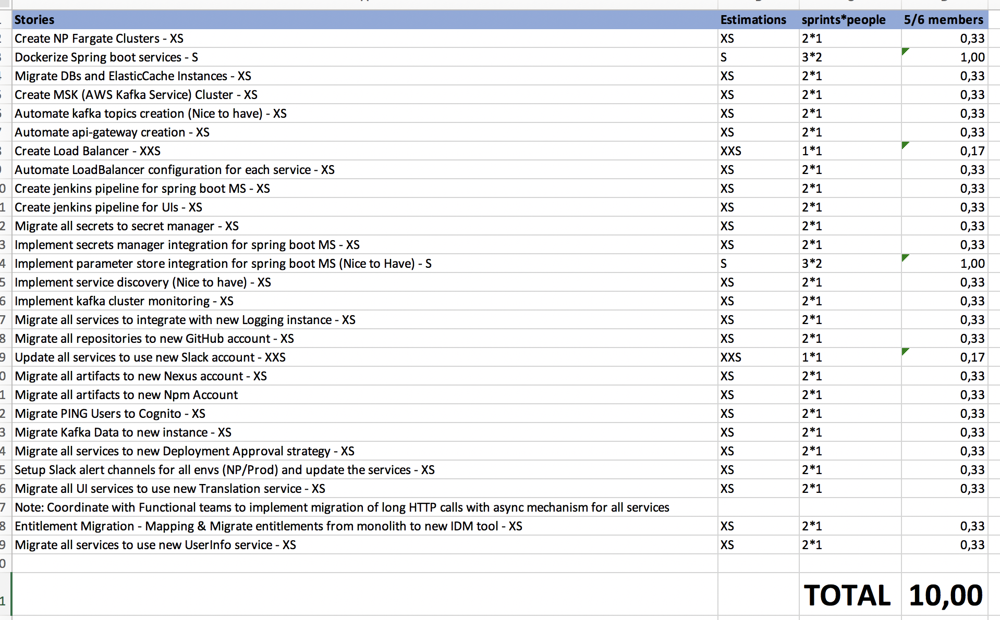 Stories Estimations sprints*people 5/6 members
Create NP Fargate Clusters - XS XS 2*1 0,33
Dockerize Spring boot services - S S 3*2 1,00
Migrate DBs and ElasticCache Instances - XS XS 2*1 0,33
Create MSK (AWS Kafka Service) Cluster - XS XS 2*1 0,33
Automate kafka topics creation (Nice to have) - XS XS 2*1 0,33
Automate api-gateway creation - XS XS 2*1 0,33
Create Load Balancer - XXS XXS 1*1 0,17
Automate LoadBalancer configuration for each service - XS XS 2*1 0,33
Create jenkins pipeline for spring boot MS - XS XS 2*1 0,33
Create jenkins pipeline for UIs - XS XS 2*1 0,33
Migrate all secrets to secret manager - XS XS 2*1 0,33
Implement secrets manager integration for spring boot MS - XS XS 2*1 0,33
Implement parameter store integration for spring boot MS (Nice to Have) - S S 3*2 1,00
Implement service discovery (Nice to have) - XS XS 2*1 0,33
Implement kafka cluster monitoring - XS XS 2*1 0,33
Migrate all services to integrate with new Logging instance - XS XS 2*1 0,33
Migrate all repositories to new GitHub account - XS XS 2*1 0,33
Update all services to use new Slack account - XXS XXS 1*1 0,17
Migrate all artifacts to new Nexus account - XS XS 2*1 0,33
Migrate all artifacts to new Npm Account XS 2*1 0,33
Migrate PING Users to Cognito - XS XS 2*1 0,33
Migrate Kafka Data to new instance - XS XS 2*1 0,33
Migrate all services to new Deployment Approval strategy - XS XS 2*1 0,33
Setup Slack alert channels for all envs (NP/Prod) and update the services - XS XS 2*1 0,33
Migrate all UI services to use new Translation service - XS XS 2*1 0,33
Note: Coordinate with Functional teams to implement migration of long HTTP calls with async mechanism for all services
Entitlement Migration - Mapping & Migrate entitlements from monolith to new IDM tool - XS XS 2*1 0,33
Migrate all services to use new UserInfo service - XS XS 2*1 0,33
TOTAL 10,00